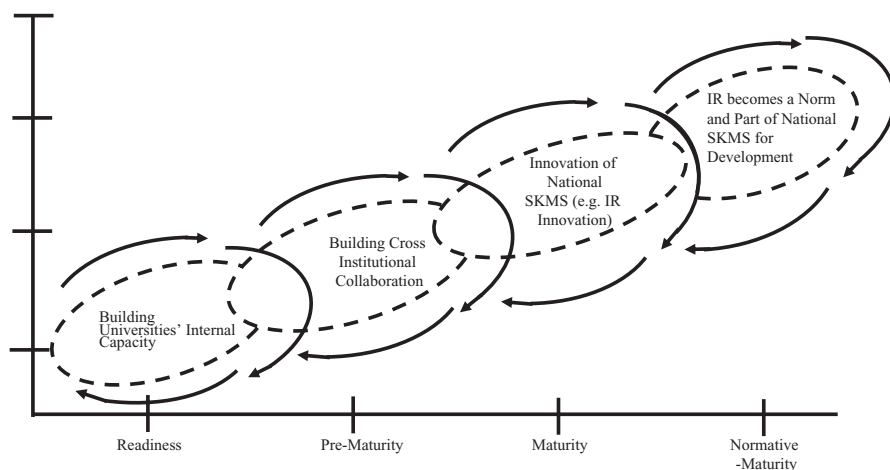 IR becomes a Norm
and Part of National
SKMS for
Development
Innovation of
National
SKMS (e.g. IR
Innovation)
Building Cross
Institutional
Collaboration
Building
Universities’ Internal
Capacity
Readiness
Pre-Maturity
Maturity
Normative
-Maturity